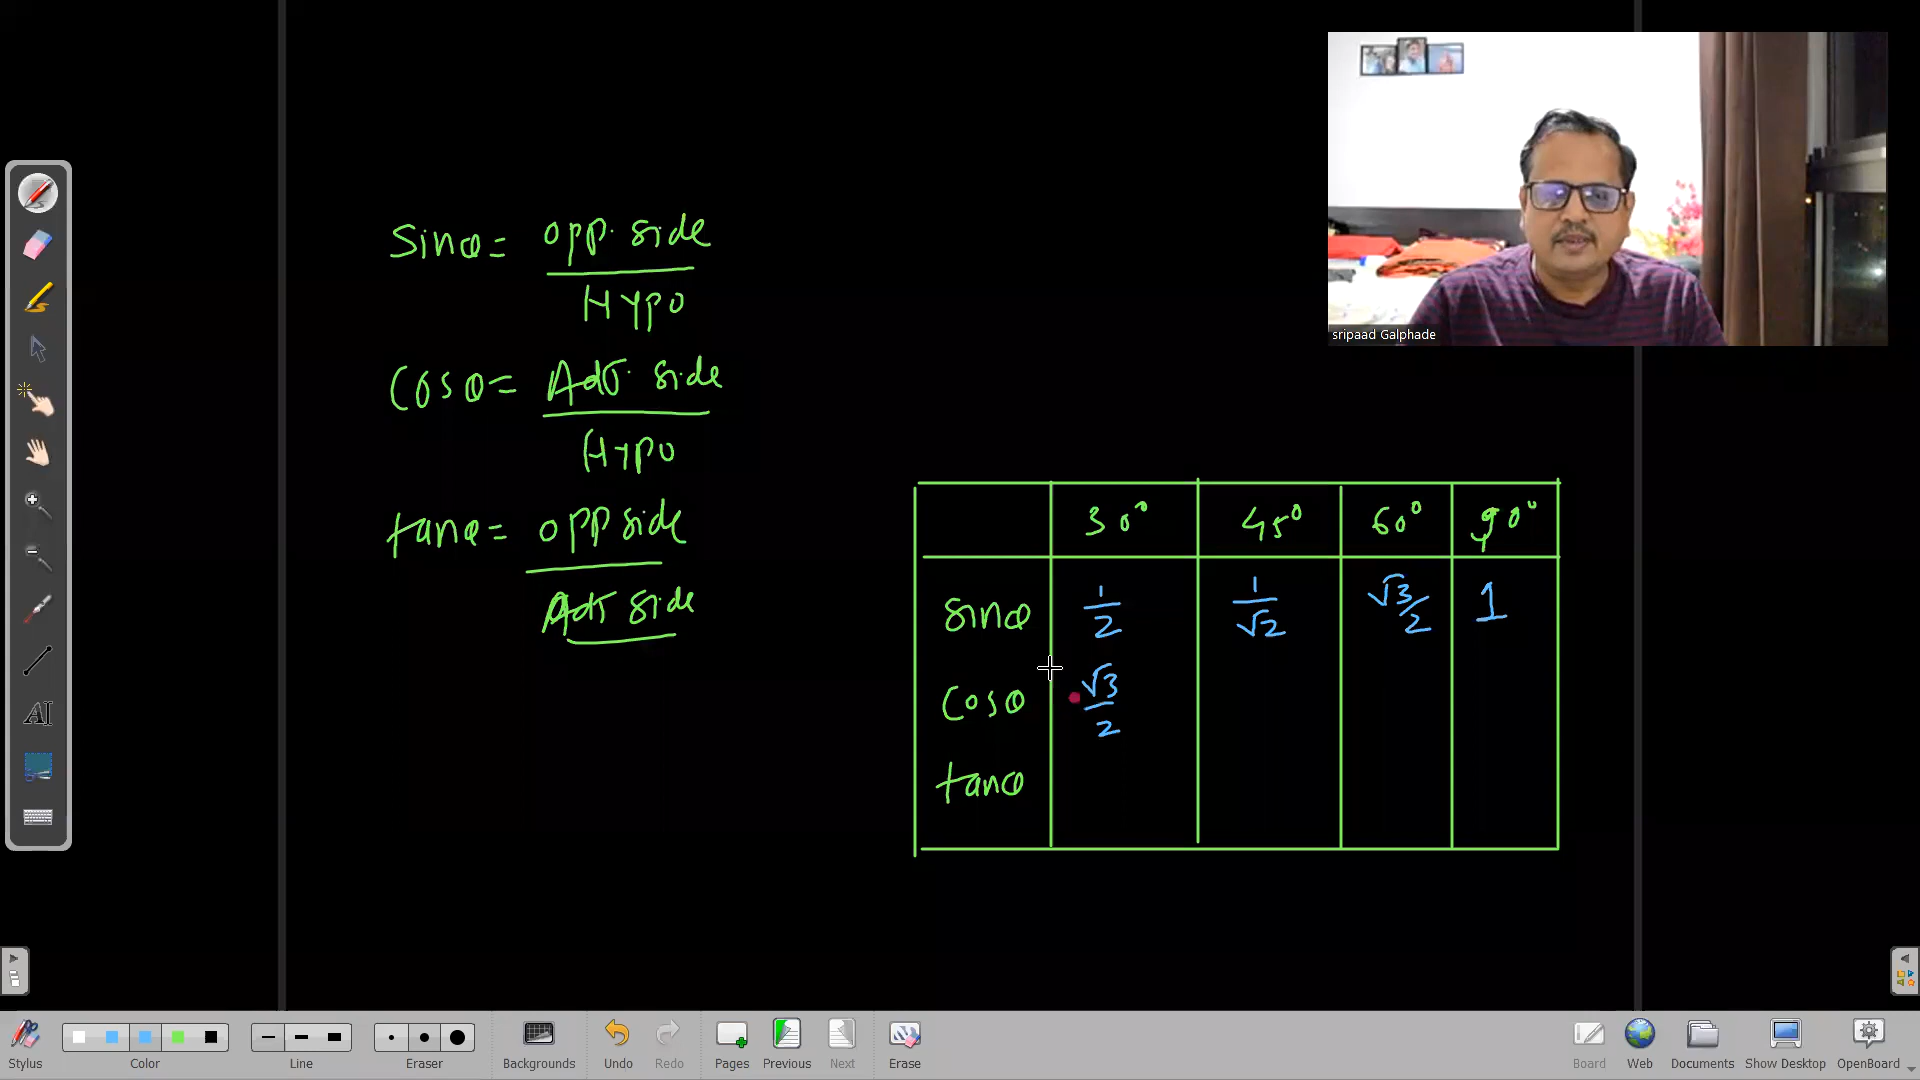 sripaad Galphade
Sinθ = opp. side
Hypo
Cosθ = Adj. side
Hypo
tanθ = opp side
Adj side
30° 45° 60° 90°
sinθ 1/2 1/√2 √3/2 1
Cosθ √3/2
tanθ
Stylus Color Line Eraser Backgrounds Undo Redo Pages Previous Next Erase Board Web Documents Show Desktop OpenBoard